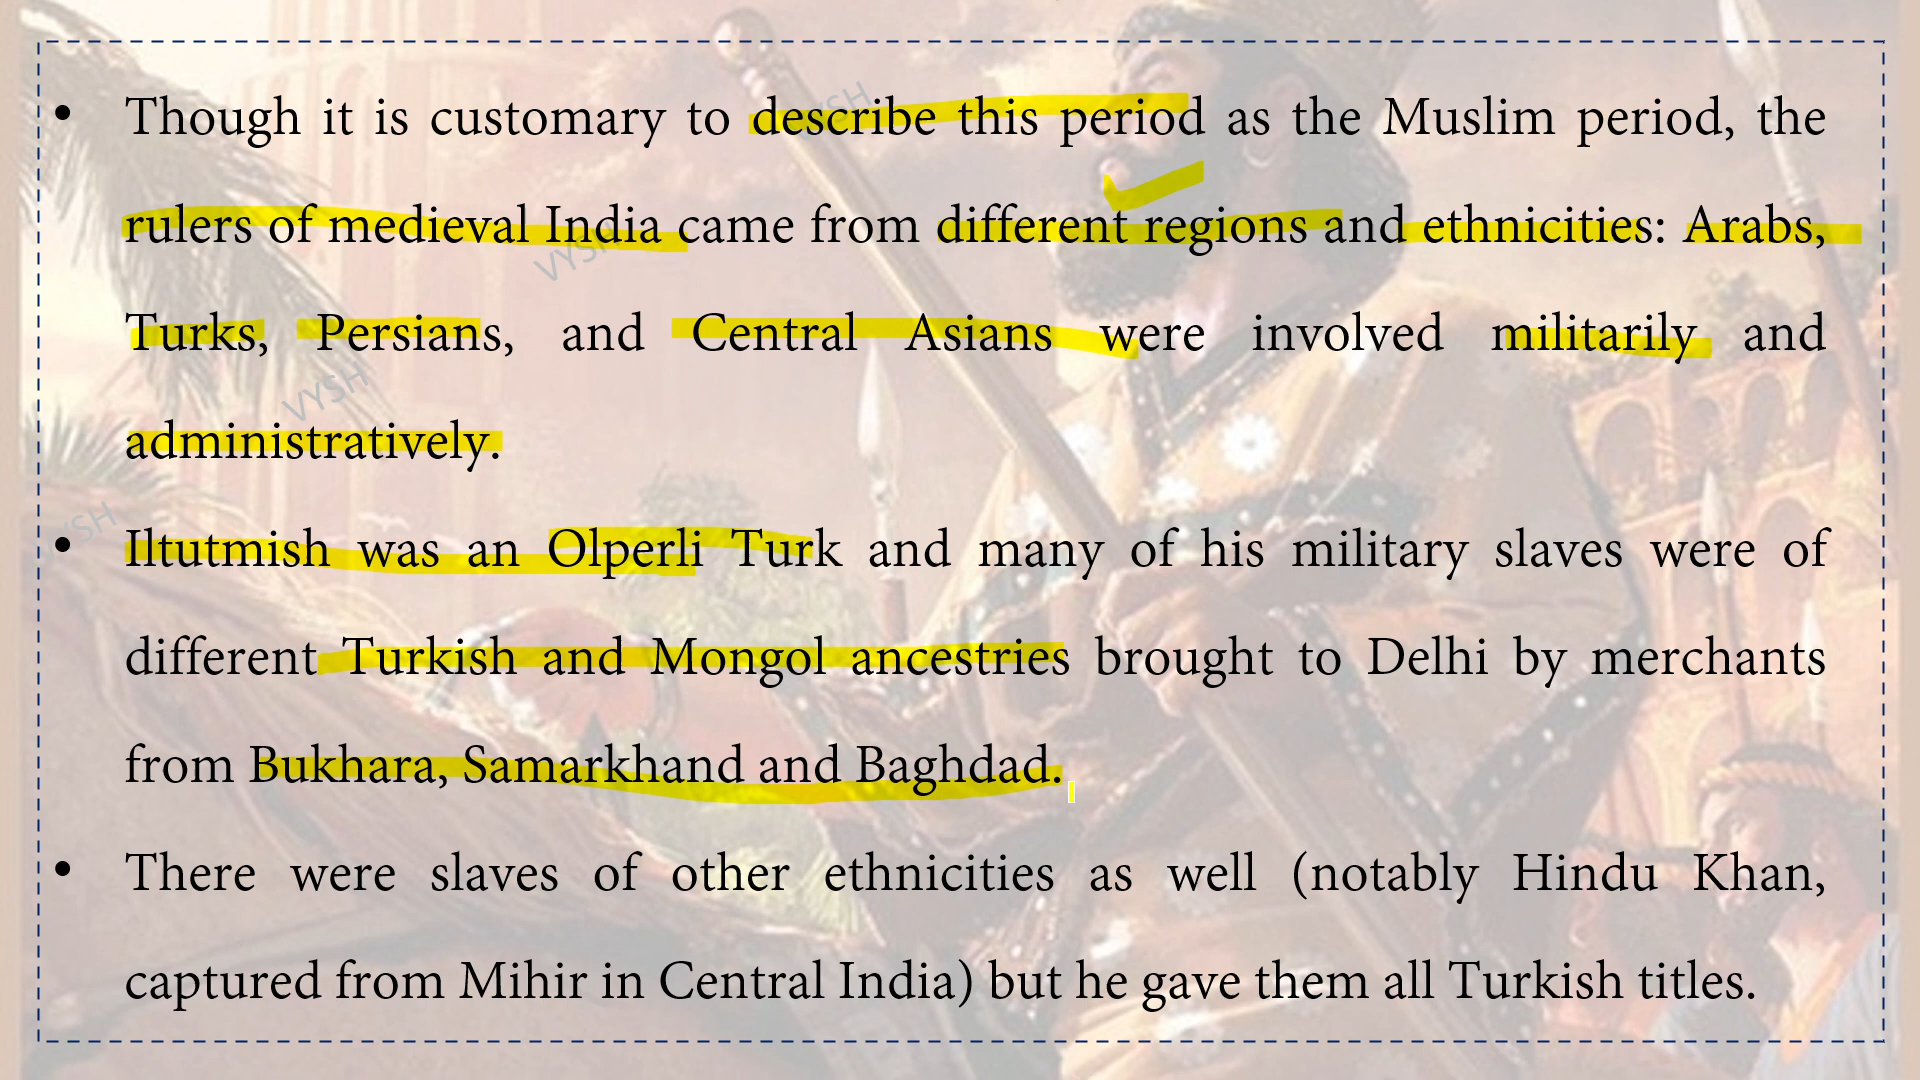 • Though it is customary to describe this period as the Muslim period, the
rulers of medieval India came from different regions and ethnicities: Arabs,
Turks, Persians, and Central Asians were involved militarily and
administratively.
• Iltutmish was an Olperli Turk and many of his military slaves were of
different Turkish and Mongol ancestries brought to Delhi by merchants
from Bukhara, Samarkhand and Baghdad.
• There were slaves of other ethnicities as well (notably Hindu Khan,
captured from Mihir in Central India) but he gave them all Turkish titles.
VYSH
VYSH